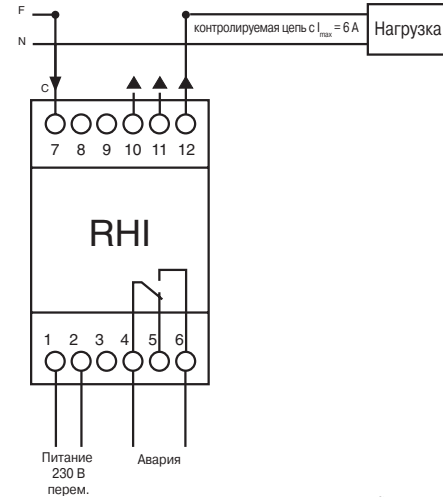 F
контролируемая цепь с Imax = 6 А
Нагрузка
N
C
7 8 9 10 11 12
RHI
1 2 3 4 5 6
Питание
230 В
перем.
Авария